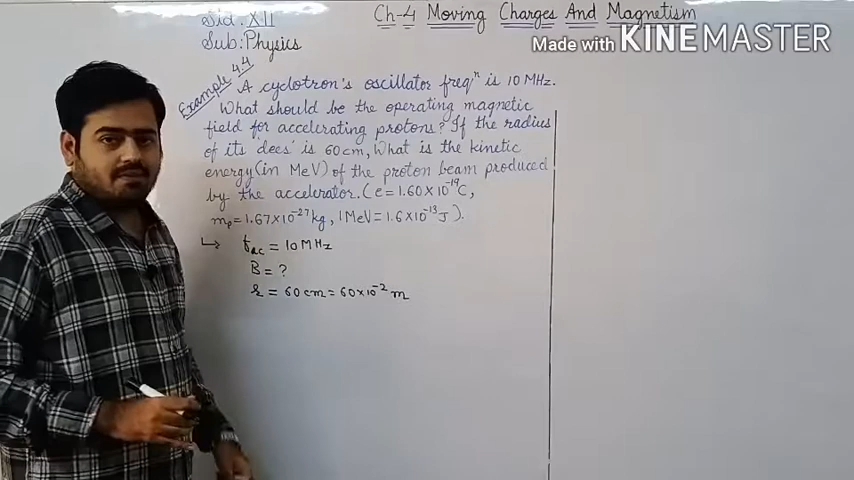 Std. XII
Sub: Physics
Ch-4 Moving Charges And Magnetism
Made with KINEMASTER
Example 4.4
A cyclotron's oscillator freqⁿ is 10 MHz.
What should be the operating magnetic
field for accelerating protons? If the radius
of its 'dees' is 60 cm, What is the kinetic
energy (in MeV) of the proton beam produced
by the accelerator. (e = 1.60 × 10⁻¹⁹ C,
mₚ = 1.67 × 10⁻²⁷ kg, 1 MeV = 1.6 × 10⁻¹³ J).
↳ fac = 10 MHz
B = ?
r = 60 cm = 60 × 10⁻² m